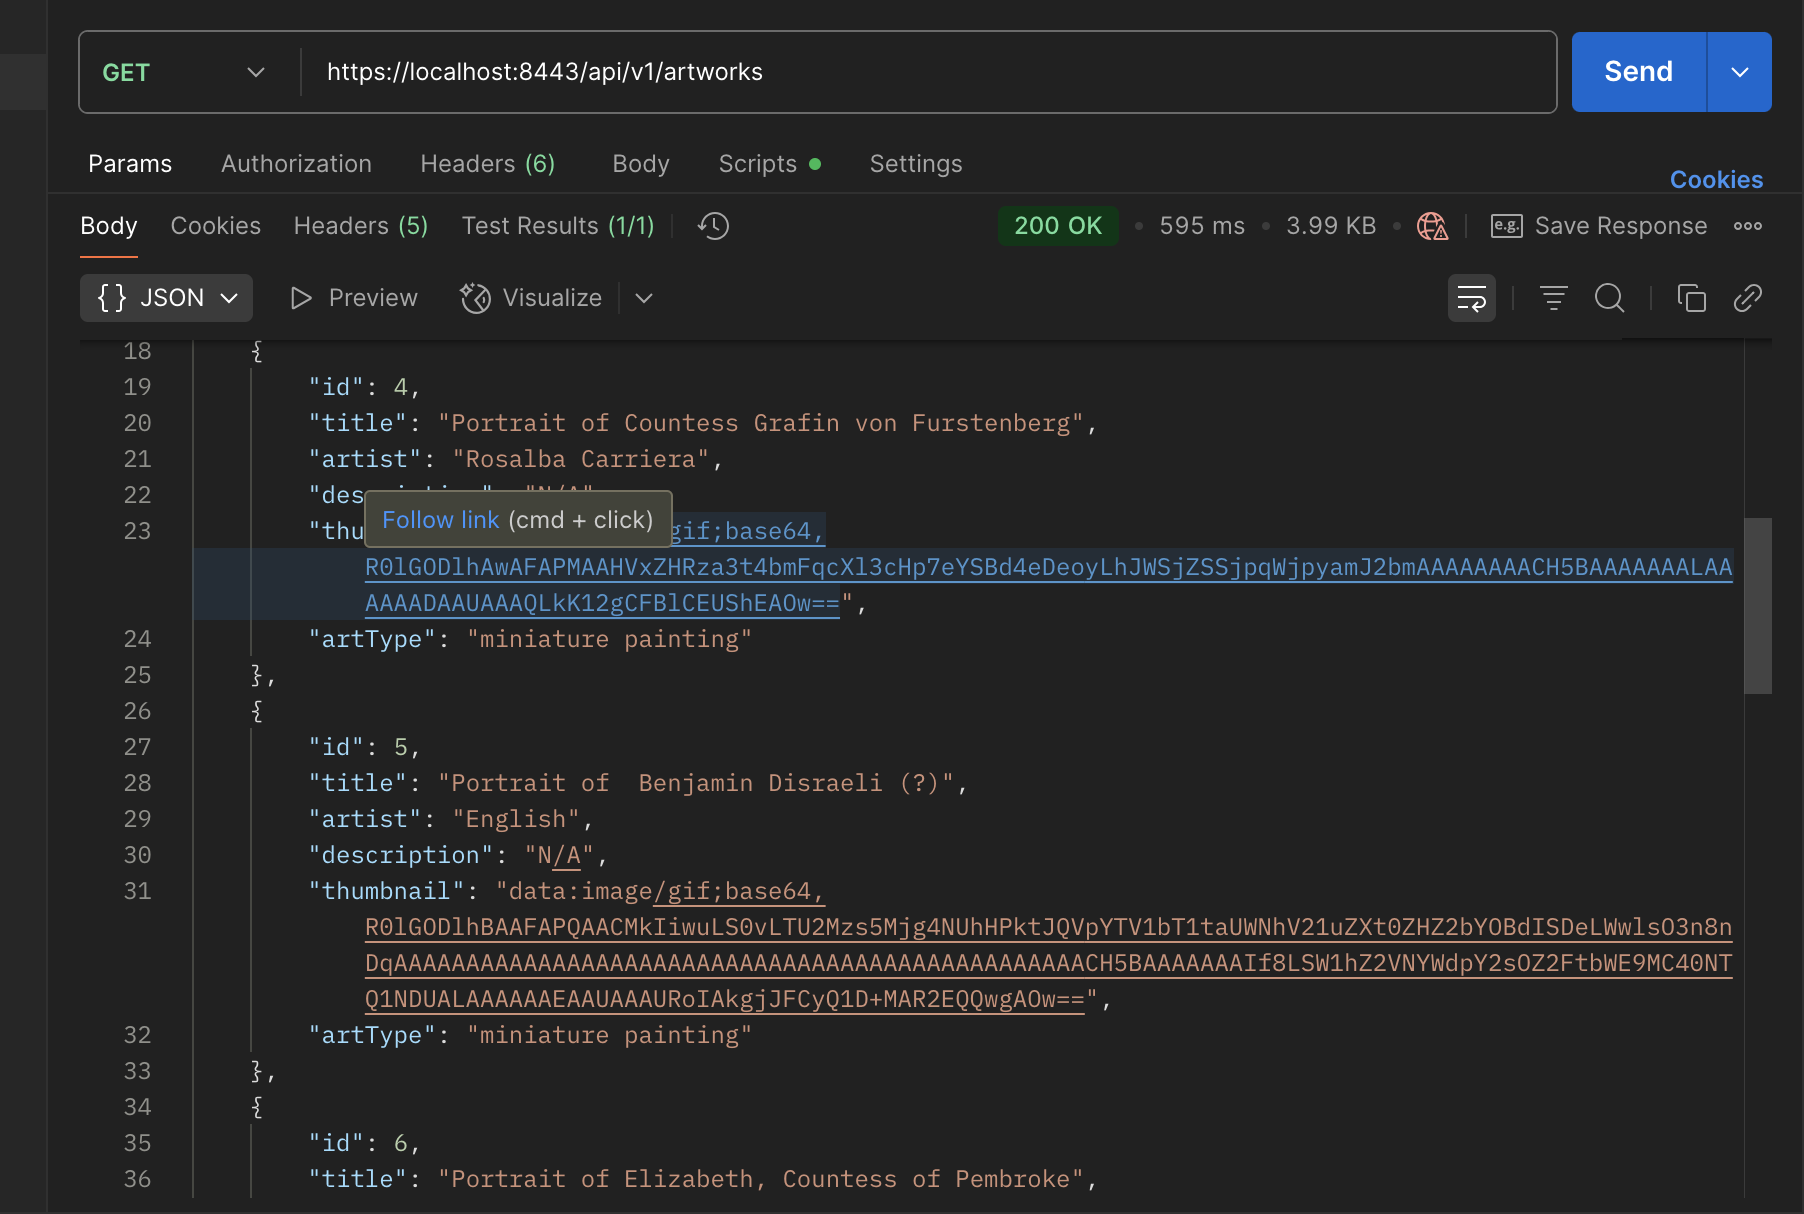 GET https://localhost:8443/api/v1/artworks Send
Params Authorization Headers (6) Body Scripts Settings
Cookies
Body Cookies Headers (5) Test Results (1/1) 200 OK • 595 ms • 3.99 KB • e.g. Save Response
{} JSON Preview Visualize
18 {
19 "id": 4,
20 "title": "Portrait of Countess Grafin von Furstenberg",
21 "artist": "Rosalba Carriera",
22 "des
Follow link (cmd + click)
23 "thu gif;base64,
R0lGODlhAwAFAPMAAHVxZHRza3t4bmFqcXl3cHp7eYSBd4eDeoyLhJWSjZSSjpqWjpyamJ2bmAAAAAAAACH5BAAAAAAALAA
AAAADAAUAAAQLkK12gCFBlCEUShEAOw==",
24 "artType": "miniature painting"
25 },
26 {
27 "id": 5,
28 "title": "Portrait of  Benjamin Disraeli (?)",
29 "artist": "English",
30 "description": "N/A",
31 "thumbnail": "data:image/gif;base64,
R0lGODlhBAAFAPQAACMkIiwuLS0vLTU2Mzs5Mjg4NUhHPktJQVpYTV1bT1taUWNhV21uZXt0ZHZ2bYOBdISDeLWwlsO3n8n
DqAAAAAAAAAAAAAAAAAAAAAAAAAAAAAAAAAAAAAAAAAAAAAAACH5BAAAAAAAIf8LSW1hZ2VNYWdpY2sOZ2FtbWE9MC40NT
Q1NDUALAAAAAAEAAUAAAURoIAkgjJFCyQ1D+MAR2EQQwgAOw==",
32 "artType": "miniature painting"
33 },
34 {
35 "id": 6,
36 "title": "Portrait of Elizabeth, Countess of Pembroke",